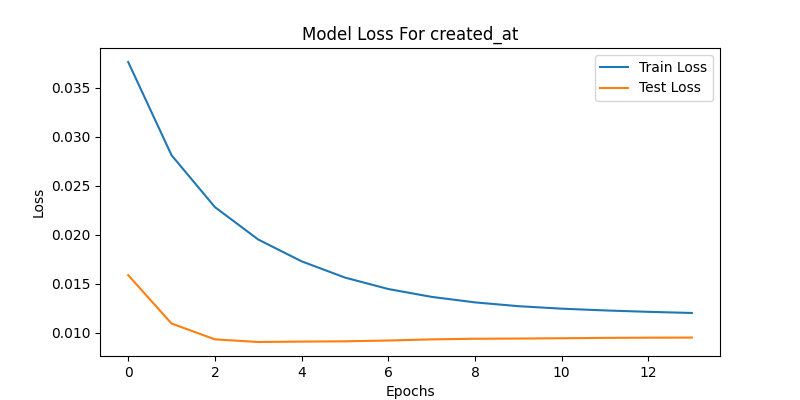 Model Loss For created_at
Train Loss
Test Loss
0.035
0.030
0.025
0.020
0.015
0.010
Loss
0 2 4 6 8 10 12
Epochs